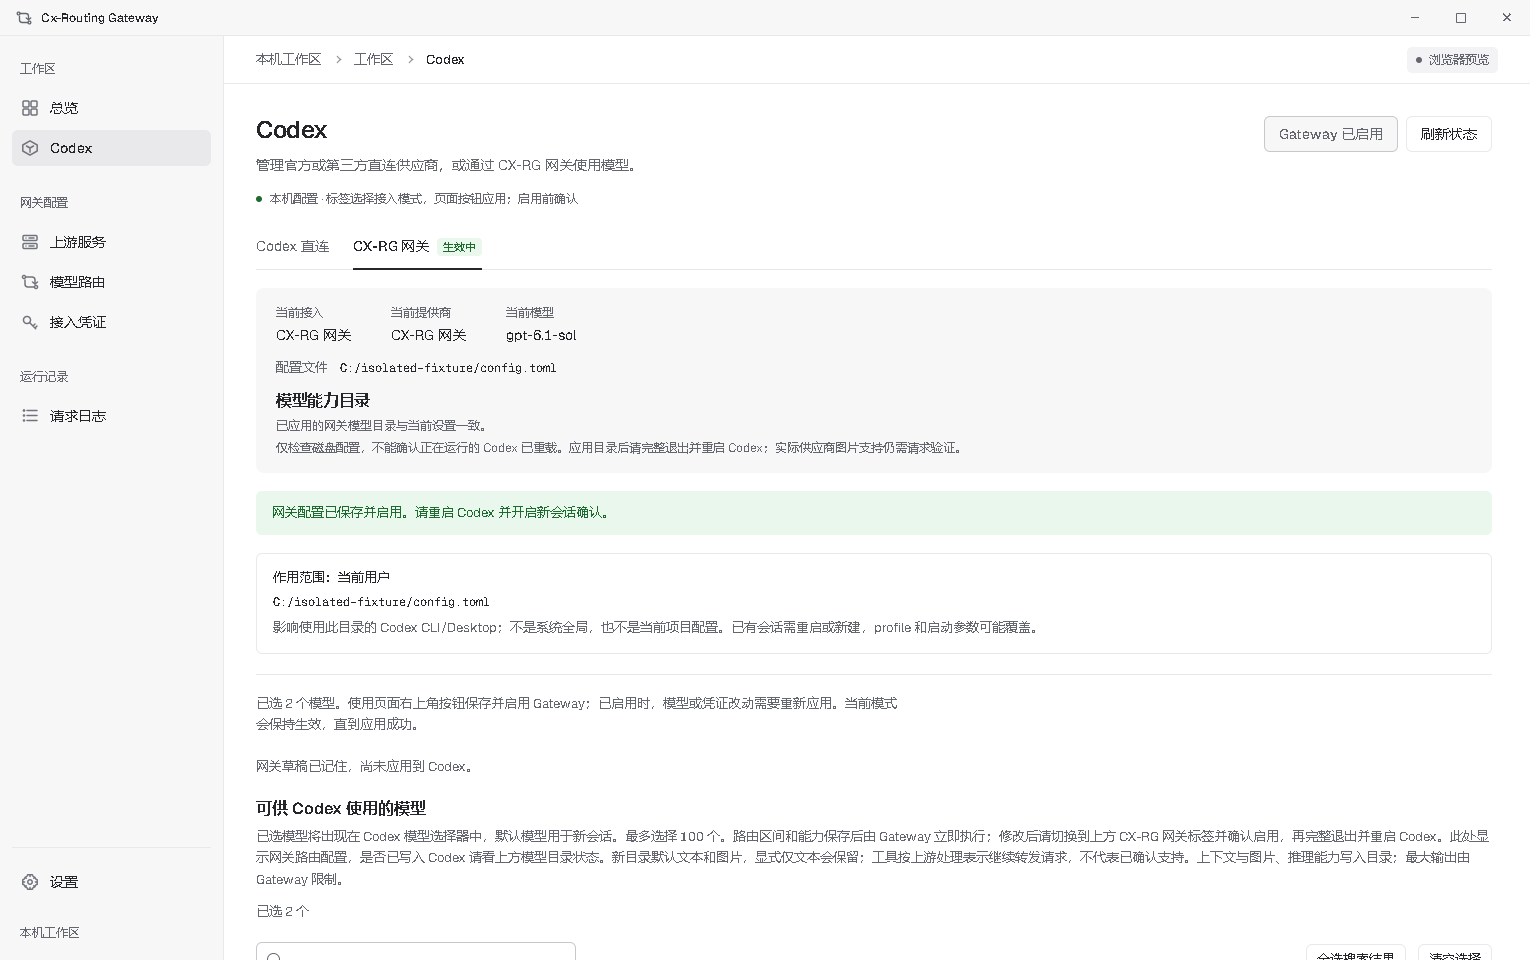 Cx-Routing Gateway
工作区
总览
Codex
网关配置
上游服务
模型路由
接入凭证
运行记录
请求日志
设置
本机工作区
本机工作区 > 工作区 > Codex
浏览器预览
Codex
Gateway 已启用
刷新状态
管理官方或第三方直连供应商，或通过 CX-RG 网关使用模型。
本机配置 · 标签选择接入模式，页面按钮应用；启用前确认
Codex 直连
CX-RG 网关 生效中
当前接入
CX-RG 网关
当前提供商
CX-RG 网关
当前模型
gpt-6.1-sol
配置文件 C:/isolated-fixture/config.toml
模型能力目录
已应用的网关模型目录与当前设置一致。
仅检查磁盘配置，不能确认正在运行的 Codex 已重载。应用目录后请完整退出并重启 Codex；实际供应商图片支持仍需请求验证。
网关配置已保存并启用。请重启 Codex 并开启新会话确认。
作用范围：当前用户
C:/isolated-fixture/config.toml
影响使用此目录的 Codex CLI/Desktop；不是系统全局，也不是当前项目配置。已有会话需重启或新建，profile 和启动参数可能覆盖。
已选 2 个模型。使用页面右上角按钮保存并启用 Gateway；已启用时，模型或凭证改动需要重新应用。当前模式
会保持生效，直到应用成功。
网关草稿已记住，尚未应用到 Codex。
可供 Codex 使用的模型
已选模型将出现在 Codex 模型选择器中，默认模型用于新会话。最多选择 100 个。路由区间和能力保存后由 Gateway 立即执行；修改后请切换到上方 CX-RG 网关标签并确认启用，再完整退出并重启 Codex。此处显
示网关路由配置，是否已写入 Codex 请看上方模型目录状态。新目录默认文本和图片，显式仅文本会保留；工具按上游处理表示继续转发请求，不代表已确认支持。上下文与图片、推理能力写入目录；最大输出由
Gateway 限制。
已选 2 个
全选搜索结果
清空选择